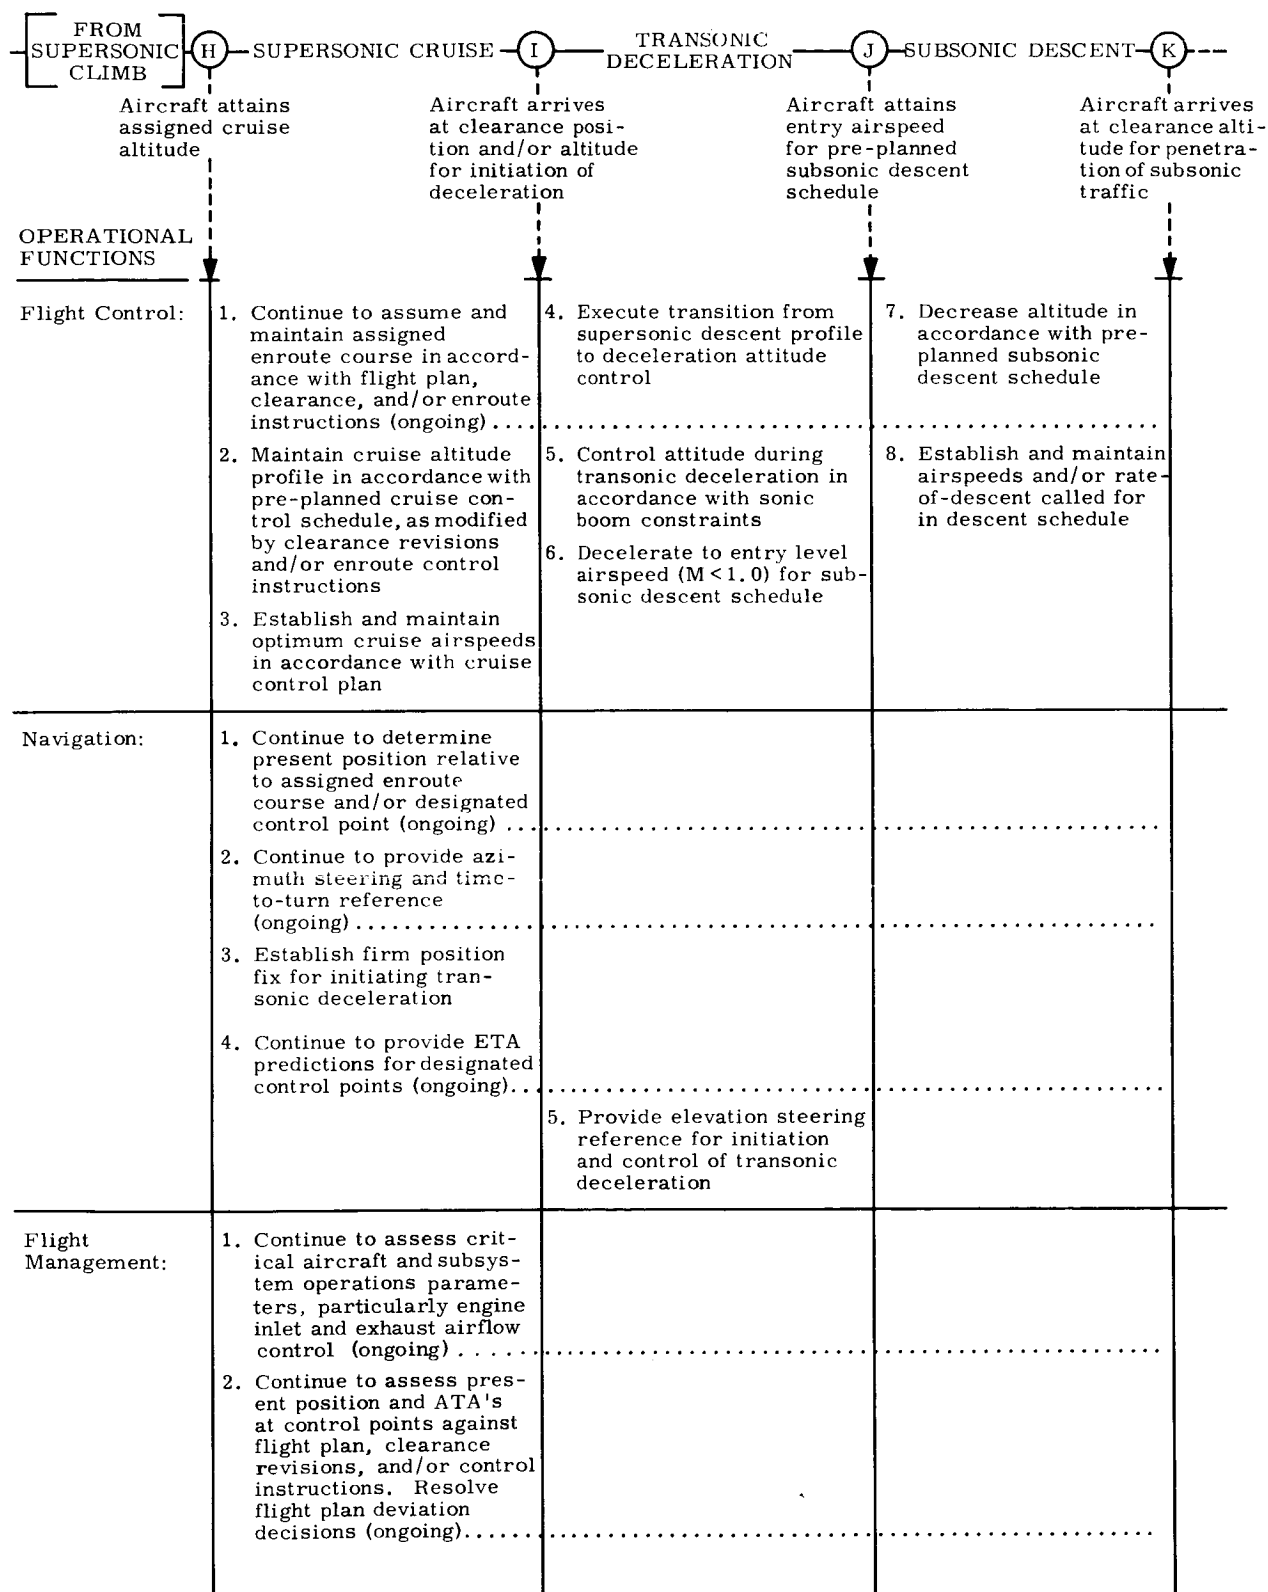 FROM
SUPERSONIC
CLIMB
H
SUPERSONIC CRUISE
I
TRANSONIC
DECELERATION
J
SUBSONIC DESCENT
K
Aircraft attains
assigned cruise
altitude
Aircraft arrives
at clearance posi-
tion and/or altitude
for initiation of
deceleration
Aircraft attains
entry airspeed
for pre-planned
subsonic descent
schedule
Aircraft arrives
at clearance alti-
tude for penetra-
tion of subsonic
traffic
OPERATIONAL
FUNCTIONS
Flight Control:
1. Continue to assume and
maintain assigned
enroute course in accord-
ance with flight plan,
clearance, and/or enroute
instructions (ongoing)
2. Maintain cruise altitude
profile in accordance with
pre-planned cruise con-
trol schedule, as modified
by clearance revisions
and/or enroute control
instructions
3. Establish and maintain
optimum cruise airspeeds
in accordance with cruise
control plan
4. Execute transition from
supersonic descent profile
to deceleration attitude
control
5. Control attitude during
transonic deceleration in
accordance with sonic
boom constraints
6. Decelerate to entry level
airspeed (M < 1.0) for sub-
sonic descent schedule
7. Decrease altitude in
accordance with pre-
planned subsonic
descent schedule
8. Establish and maintain
airspeeds and/or rate-
of-descent called for
in descent schedule
Navigation:
1. Continue to determine
present position relative
to assigned enroute
course and/or designated
control point (ongoing)
2. Continue to provide azi-
muth steering and time-
to-turn reference
(ongoing)
3. Establish firm position
fix for initiating tran-
sonic deceleration
4. Continue to provide ETA
predictions for designated
control points (ongoing)
5. Provide elevation steering
reference for initiation
and control of transonic
deceleration
Flight
Management:
1. Continue to assess crit-
ical aircraft and subsys-
tem operations parame-
ters, particularly engine
inlet and exhaust airflow
control (ongoing)
2. Continue to assess pres-
ent position and ATA's
at control points against
flight plan, clearance
revisions, and/or control
instructions. Resolve
flight plan deviation
decisions (ongoing)